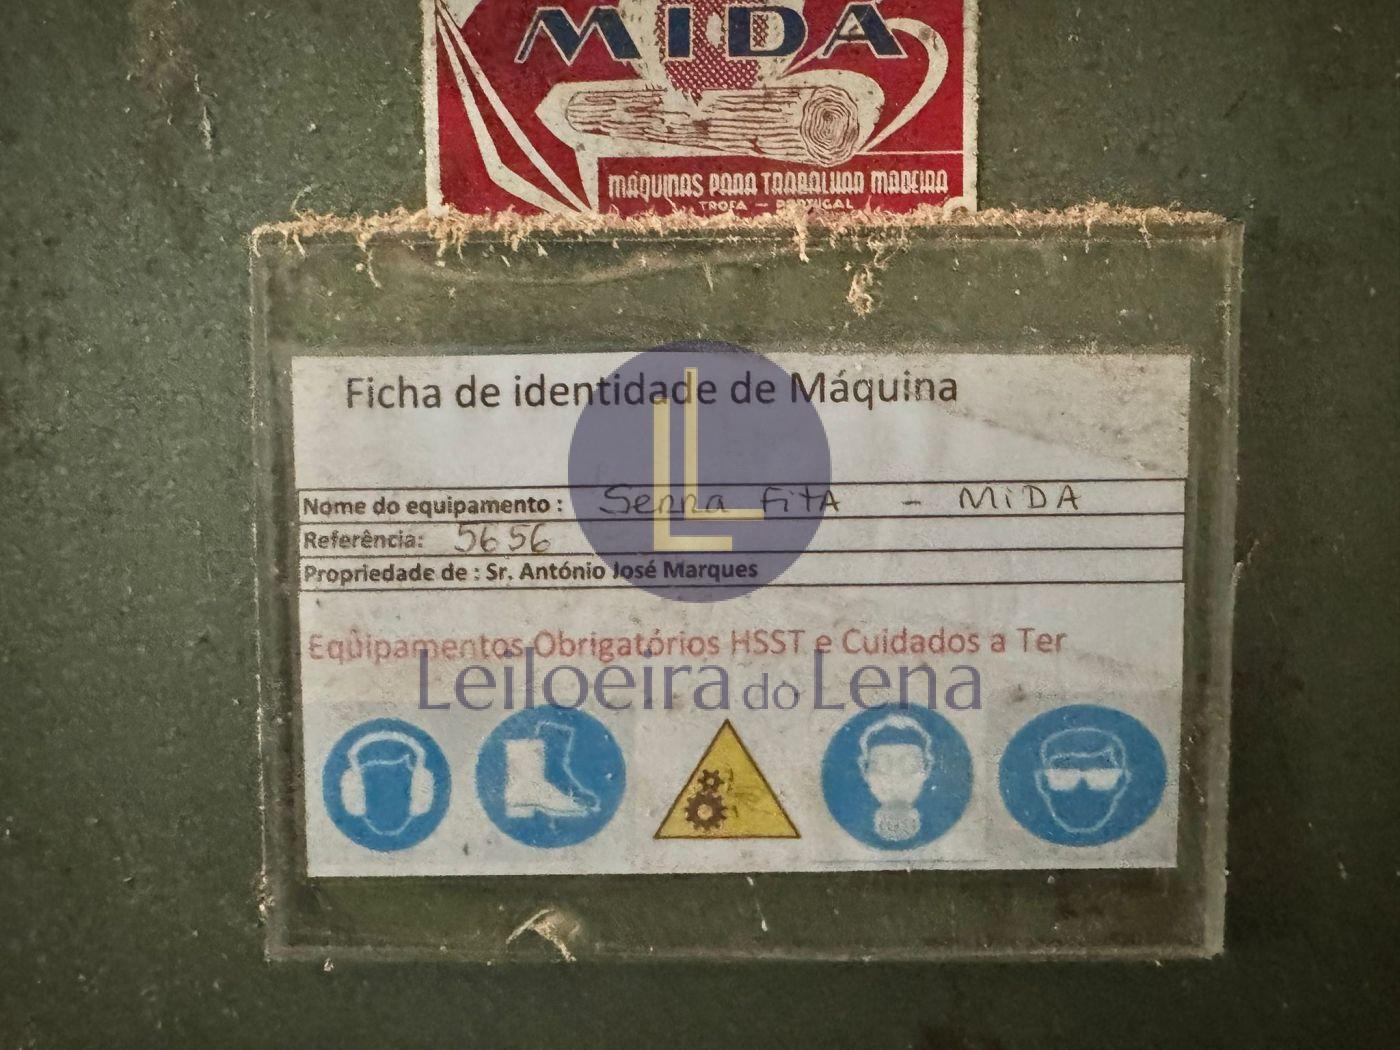 MIDA
MÁQUINAS PARA TRABALHAR MADEIRA
TROFA — PORTUGAL
Ficha de identidade de Máquina
Nome do equipamento : Serra FitA - MiDA
Referência: 5656
Propriedade de : Sr. António José Marques
Equipamentos Obrigatórios HSST e Cuidados a Ter
Leiloeira do Lena